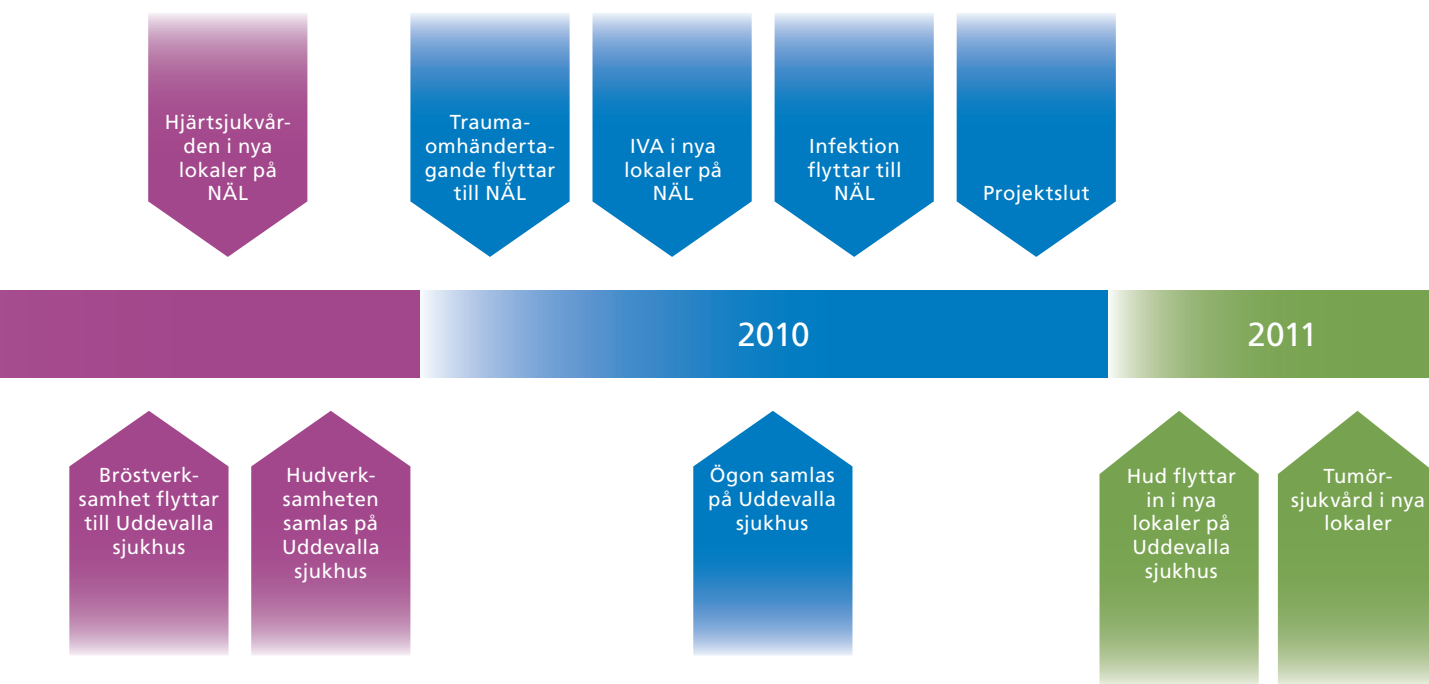 Hjärtsjukvår-
den i nya
lokaler på
NÄL
Trauma-
omhänderta-
gande flyttar
till NÄL
IVA i nya
lokaler på
NÄL
Infektion
flyttar till
NÄL
Projektslut
2010
2011
Bröstverk-
samhet flyttar
till Uddevalla
sjukhus
Hudverk-
samheten
samlas på
Uddevalla
sjukhus
Ögon samlas
på Uddevalla
sjukhus
Hud flyttar
in i nya
lokaler på
Uddevalla
sjukhus
Tumör-
sjukvård i nya
lokaler